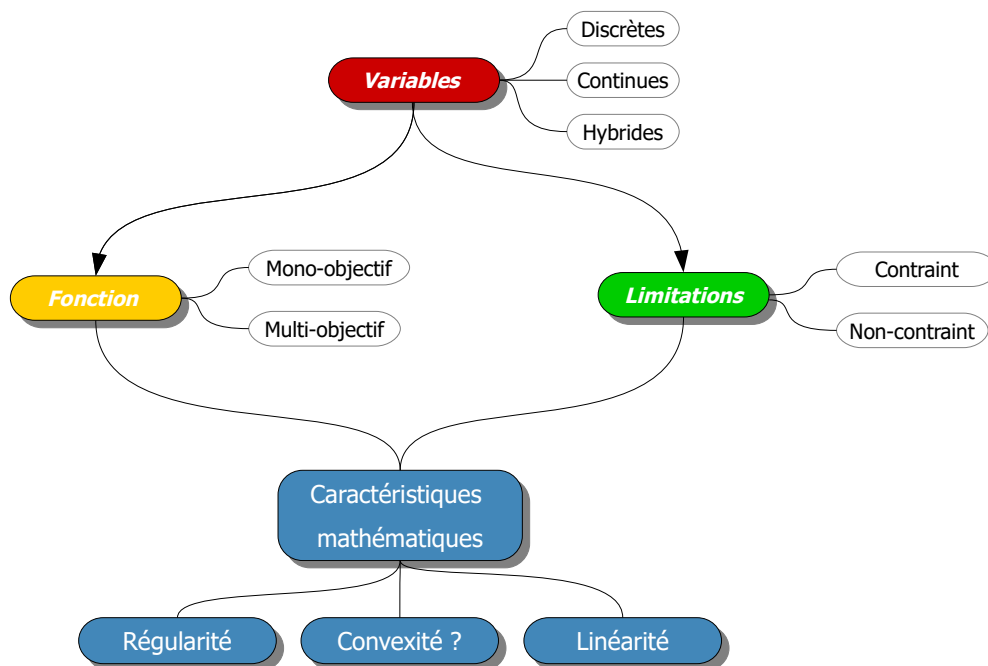 Discrètes
Variables
Continues
Hybrides
Mono-objectif
Fonction
Multi-objectif
Contraint
Limitations
Non-contraint
Caractéristiques
mathématiques
Régularité
Convexité ?
Linéarité